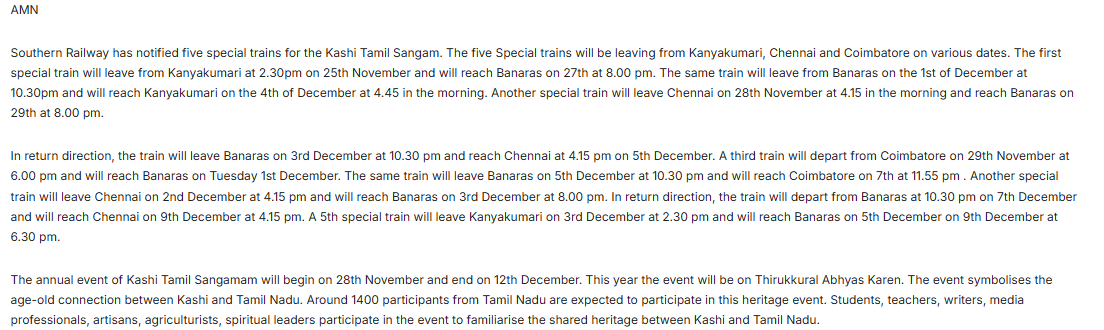 AMN
Southern Railway has notified five special trains for the Kashi Tamil Sangam. The five Special trains will be leaving from Kanyakumari, Chennai and Coimbatore on various dates. The first
special train will leave from Kanyakumari at 2.30pm on 25th November and will reach Banaras on 27th at 8.00 pm. The same train will leave from Banaras on the 1st of December at
10.30pm and will reach Kanyakumari on the 4th of December at 4.45 in the morning. Another special train will leave Chennai on 28th November at 4.15 in the morning and reach Banaras on
29th at 8.00 pm.
In return direction, the train will leave Banaras on 3rd December at 10.30 pm and reach Chennai at 4.15 pm on 5th December. A third train will depart from Coimbatore on 29th November at
6.00 pm and will reach Banaras on Tuesday 1st December. The same train will leave Banaras on 5th December at 10.30 pm and will reach Coimbatore on 7th at 11.55 pm . Another special
train will leave Chennai on 2nd December at 4.15 pm and will reach Banaras on 3rd December at 8.00 pm. In return direction, the train will depart from Banaras at 10.30 pm on 7th December
and will reach Chennai on 9th December at 4.15 pm. A 5th special train will leave Kanyakumari on 3rd December at 2.30 pm and will reach Banaras on 5th December on 9th December at
6.30 pm.
The annual event of Kashi Tamil Sangamam will begin on 28th November and end on 12th December. This year the event will be on Thirukkural Abhyas Karen. The event symbolises the
age-old connection between Kashi and Tamil Nadu. Around 1400 participants from Tamil Nadu are expected to participate in this heritage event. Students, teachers, writers, media
professionals, artisans, agriculturists, spiritual leaders participate in the event to familiarise the shared heritage between Kashi and Tamil Nadu.